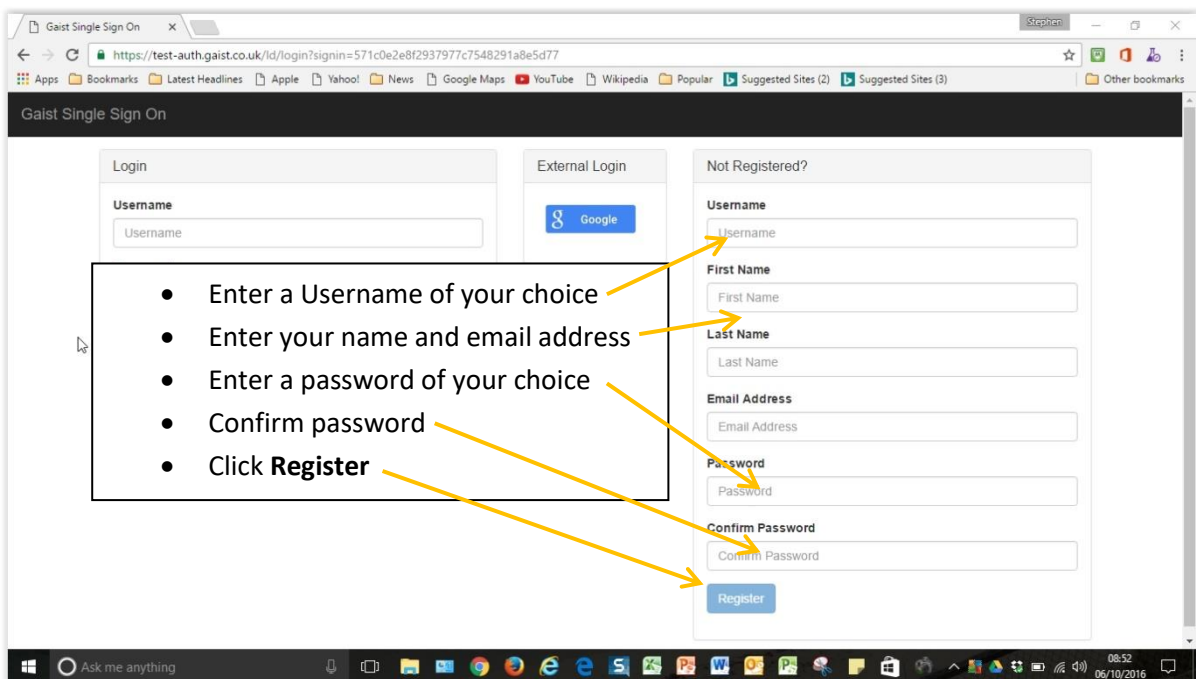 Gaist Single Sign On
Stephen
https://test-auth.gaist.co.uk/Id/login?signin=571c0e2e8f2937977c7548291a8e5d77
Apps Bookmarks Latest Headlines Apple Yahoo! News Google Maps YouTube Wikipedia Popular Suggested Sites (2) Suggested Sites (3) Other bookmarks
Gaist Single Sign On
Login
Username
Username
External Login
g Google
Not Registered?
Username
Username
First Name
First Name
Last Name
Last Name
Email Address
Email Address
Password
Password
Confirm Password
Confirm Password
Register
• Enter a Username of your choice
• Enter your name and email address
• Enter a password of your choice
• Confirm password
• Click Register
Ask me anything
08:52
06/10/2016